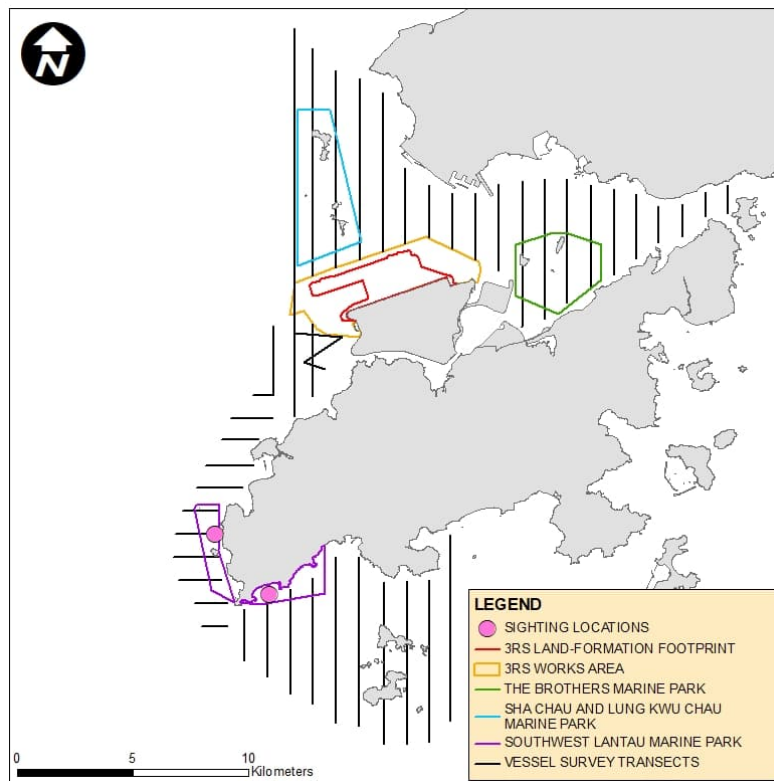 N
LEGEND
SIGHTING LOCATIONS
3RS LAND-FORMATION FOOTPRINT
3RS WORKS AREA
THE BROTHERS MARINE PARK
SHA CHAU AND LUNG KWU CHAU
MARINE PARK
SOUTHWEST LANTAU MARINE PARK
VESSEL SURVEY TRANSECTS
0 5 10
Kilometers